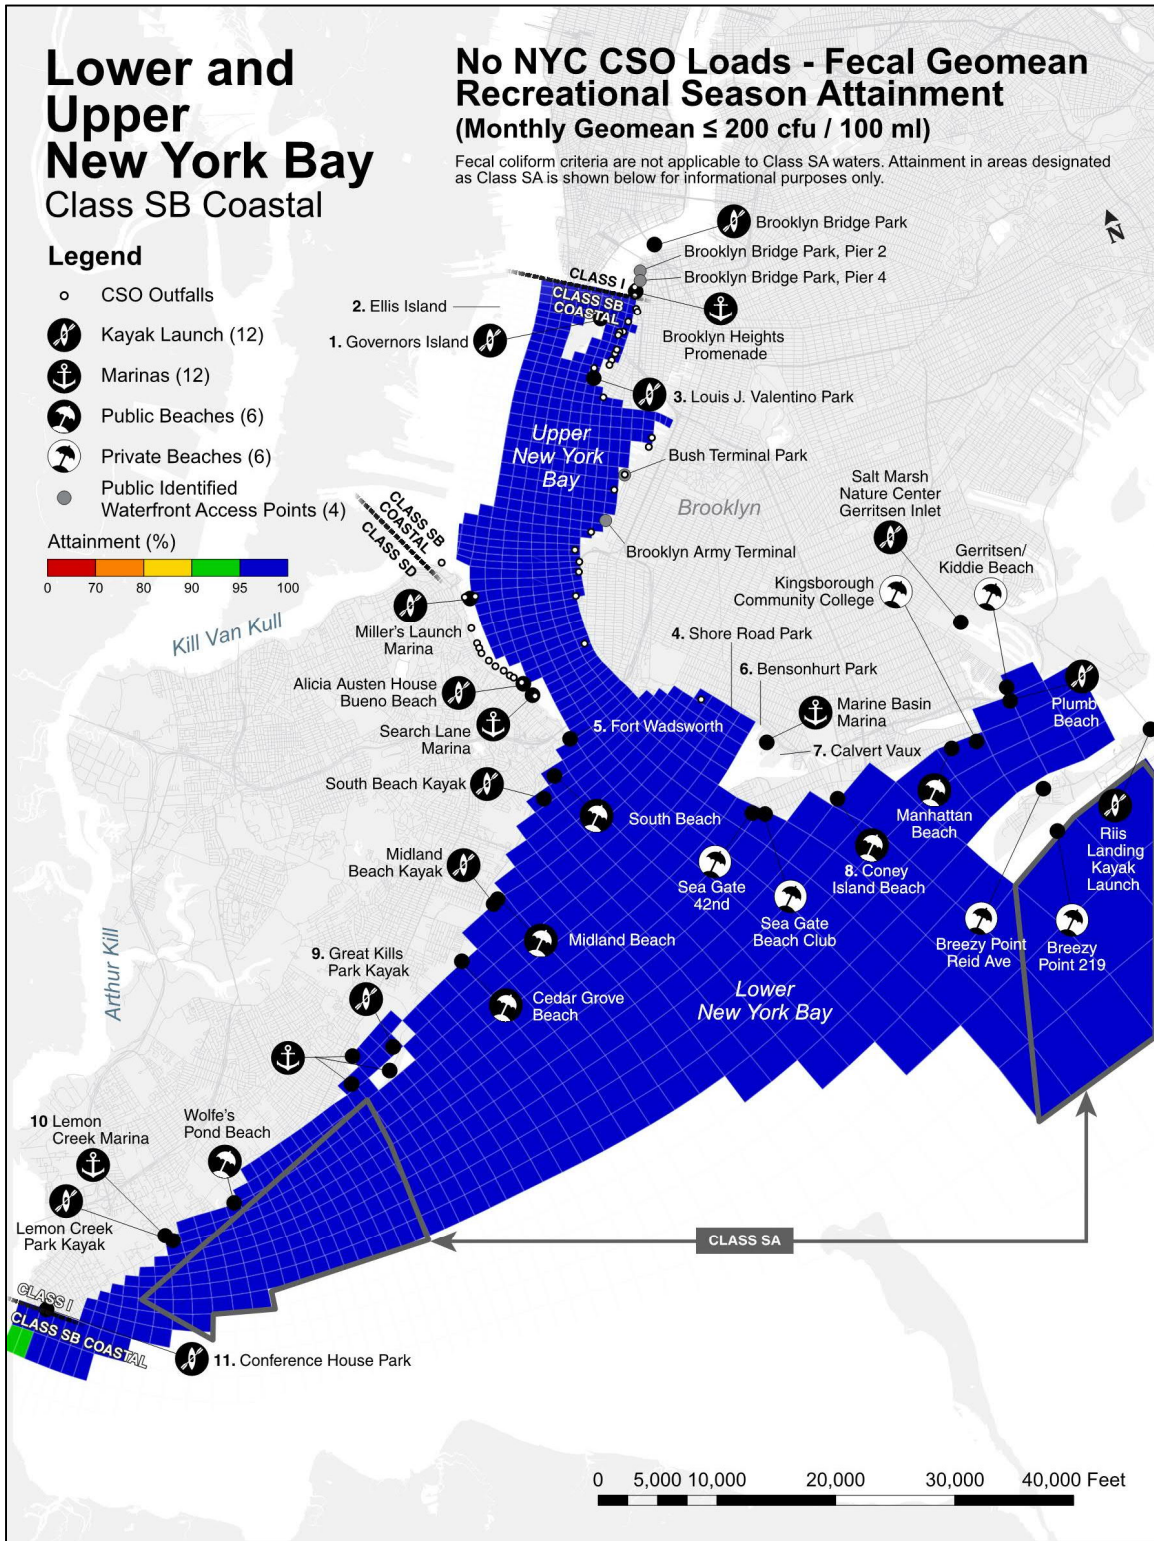 Lower and
Upper
New York Bay
Class SB Coastal
No NYC CSO Loads - Fecal Geomean
Recreational Season Attainment
(Monthly Geomean ≤ 200 cfu / 100 ml)
Fecal coliform criteria are not applicable to Class SA waters. Attainment in areas designated
as Class SA is shown below for informational purposes only.
Legend
CSO Outfalls
Kayak Launch (12)
Marinas (12)
Public Beaches (6)
Private Beaches (6)
Public Identified
Waterfront Access Points (4)
Attainment (%)
0 70 80 90 95 100
N
Brooklyn Bridge Park
Brooklyn Bridge Park, Pier 2
Brooklyn Bridge Park, Pier 4
CLASS I
CLASS SB
COASTAL
2. Ellis Island
1. Governors Island
Brooklyn Heights
Promenade
3. Louis J. Valentino Park
Upper
New York
Bay
Bush Terminal Park
Salt Marsh
Nature Center
Gerritsen Inlet
Brooklyn
CLASS SB
COASTAL
CLASS SD
Brooklyn Army Terminal
Gerritsen/
Kiddie Beach
Kingsborough
Community College
Kill Van Kull
Miller's Launch
Marina
4. Shore Road Park
6. Bensonhurt Park
Alicia Austen House
Bueno Beach
Search Lane
Marina
5. Fort Wadsworth
Marine Basin
Marina
7. Calvert Vaux
Plumb
Beach
South Beach Kayak
South Beach
Manhattan
Beach
Riis
Landing
Kayak
Launch
Midland
Beach Kayak
Sea Gate
42nd
8. Coney
Island Beach
Sea Gate
Beach Club
Breezy Point
Reid Ave
Breezy
Point 219
Arthur Kill
9. Great Kills
Park Kayak
Midland Beach
Cedar Grove
Beach
Lower
New York Bay
10 Lemon
Creek Marina
Wolfe's
Pond Beach
Lemon Creek
Park Kayak
CLASS SA
CLASS I
CLASS SB COASTAL
11. Conference House Park
0 5,000 10,000 20,000 30,000 40,000 Feet